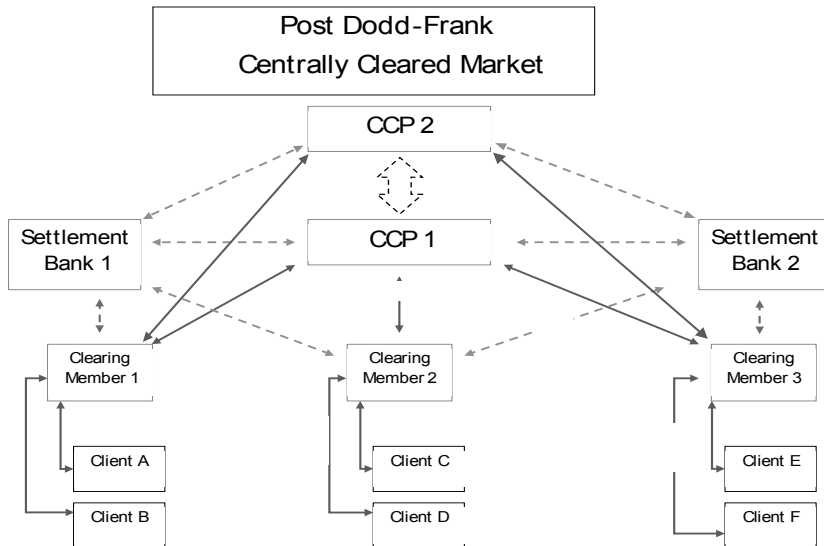 Post Dodd-Frank
Centrally Cleared Market
CCP 2
Settlement
Bank 1
CCP 1
Settlement
Bank 2
Clearing
Member 1
Clearing
Member 2
Clearing
Member 3
Client A
Client C
Client E
Client B
Client D
Client F